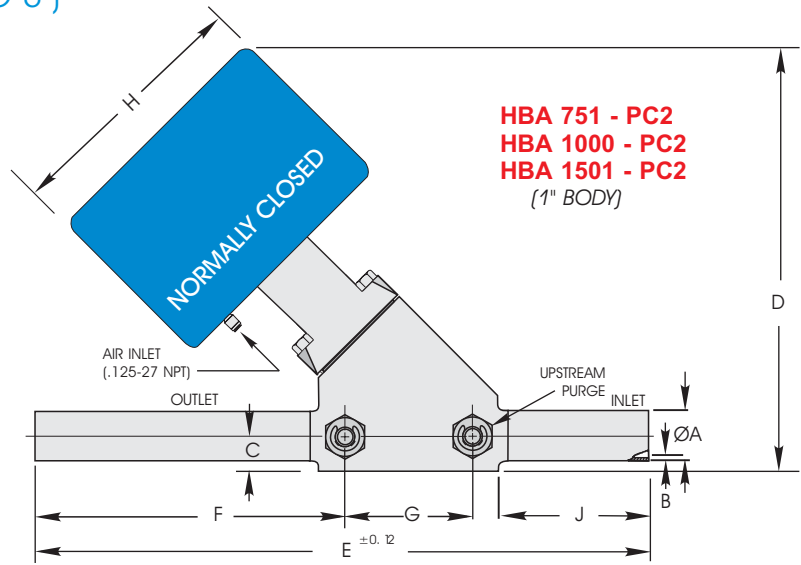 H
HBA 751 - PC2
HBA 1000 - PC2
HBA 1501 - PC2
(1" BODY)
NORMALLY CLOSED
D
AIR INLET
(.125-27 NPT)
UPSTREAM
PURGE
OUTLET
INLET
ØA
C
B
F
G
J
E ±0.12